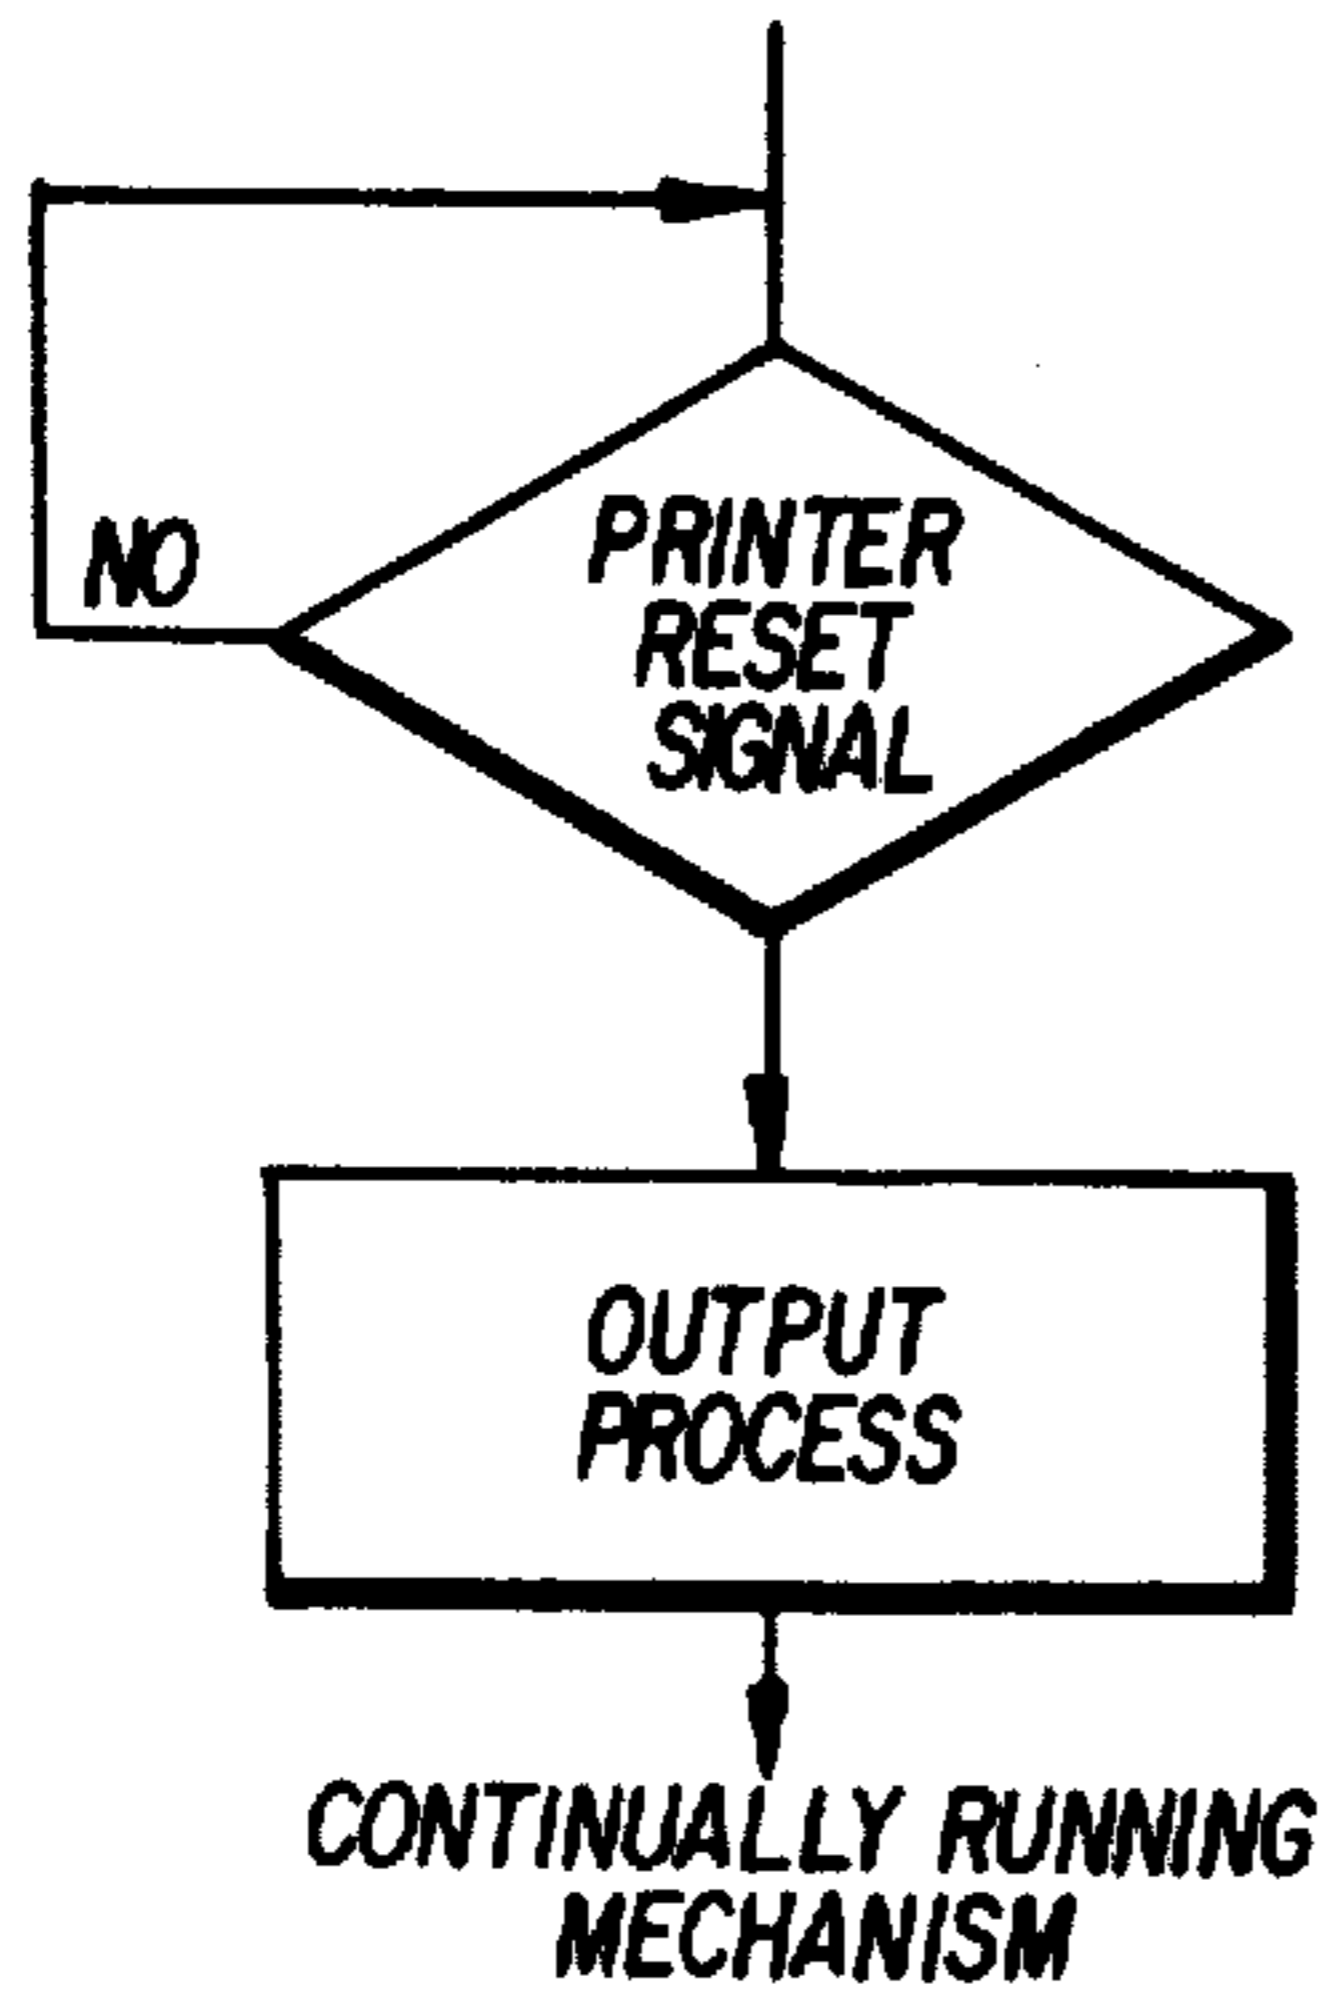 NO
PRINTER
RESET
SIGNAL
OUTPUT
PROCESS
CONTINUALLY RUNNING
MECHANISM